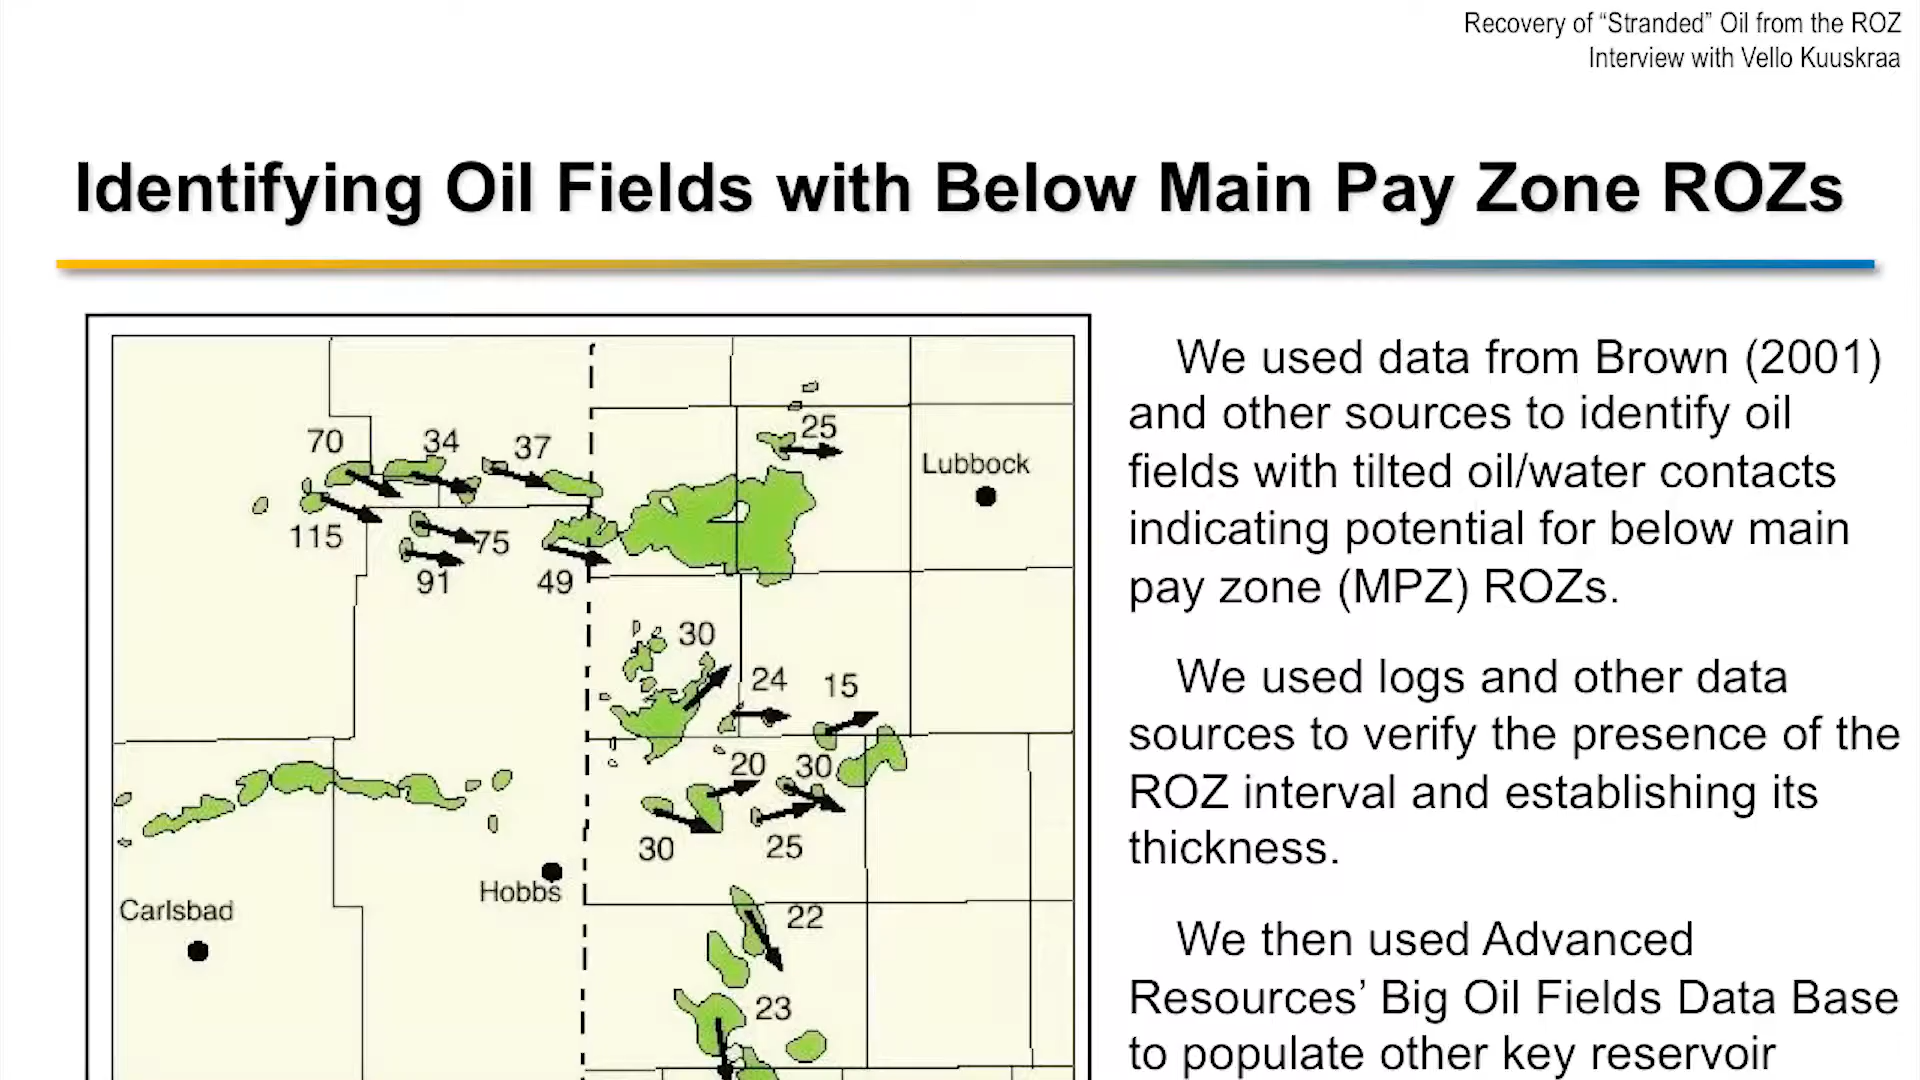 Recovery of “Stranded” Oil from the ROZ
Interview with Vello Kuuskraa
Identifying Oil Fields with Below Main Pay Zone ROZs
25
70
34
37
Lubbock
115
75
91
49
30
24
15
20
30
30
25
Hobbs
Carlsbad
22
23
We used data from Brown (2001)
and other sources to identify oil
fields with tilted oil/water contacts
indicating potential for below main
pay zone (MPZ) ROZs.
We used logs and other data
sources to verify the presence of the
ROZ interval and establishing its
thickness.
We then used Advanced
Resources’ Big Oil Fields Data Base
to populate other key reservoir